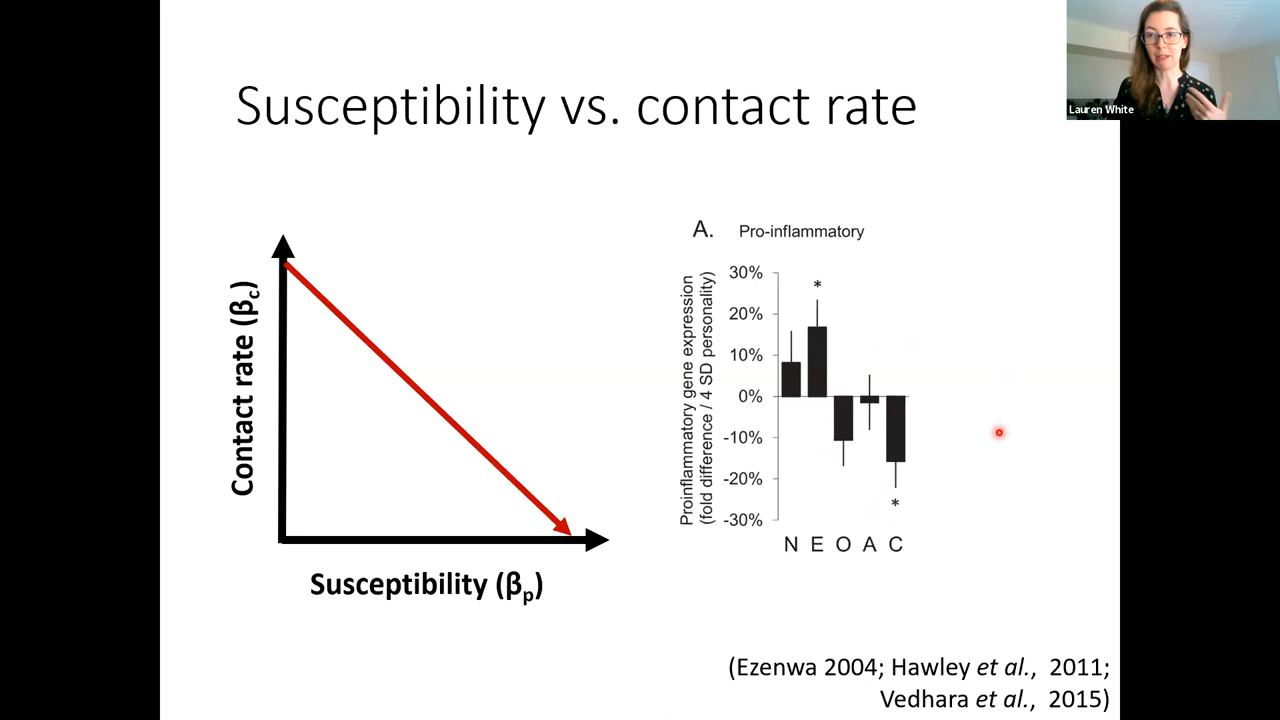 Lauren White
Susceptibility vs. contact rate
Contact rate (βc)
Susceptibility (βp)
A. Pro-inflammatory
Proinflammatory gene expression
(fold difference / 4 SD personality)
30%
20%
10%
0%
-10%
-20%
-30%
*
*
N E O A C
(Ezenwa 2004; Hawley et al., 2011;
Vedhara et al., 2015)